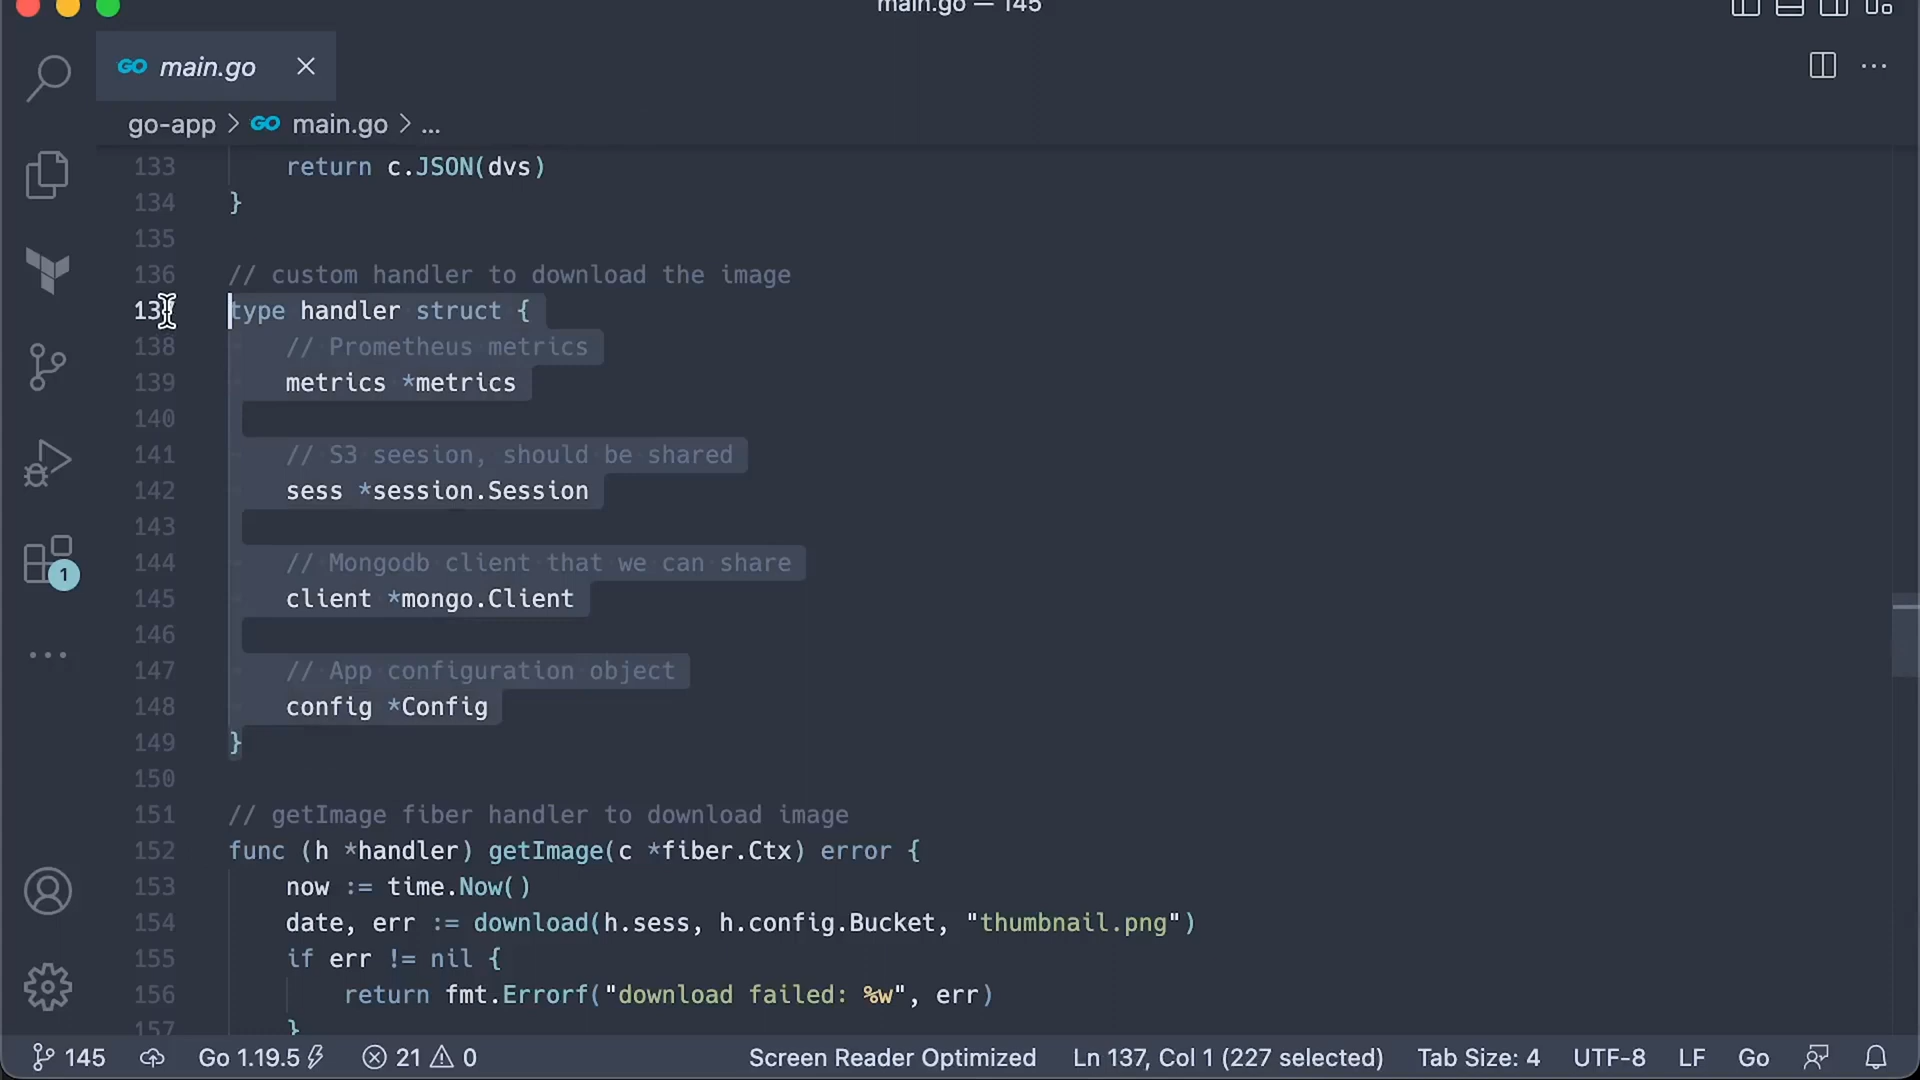 main.go — 145
GO main.go
go-app > GO main.go > ...
133 return c.JSON(dvs)
134 }
135
136 // custom handler to download the image
137 type handler struct {
138 // Prometheus metrics
139 metrics *metrics
140
141 // S3 seesion, should be shared
142 sess *session.Session
143
144 // Mongodb client that we can share
145 client *mongo.Client
146
147 // App configuration object
148 config *Config
149 }
150
151 // getImage fiber handler to download image
152 func (h *handler) getImage(c *fiber.Ctx) error {
153 now := time.Now()
154 date, err := download(h.sess, h.config.Bucket, "thumbnail.png")
155 if err != nil {
156 return fmt.Errorf("download failed: %w", err)
157 }
1
145 Go 1.19.5 21 0 Screen Reader Optimized Ln 137, Col 1 (227 selected) Tab Size: 4 UTF-8 LF Go